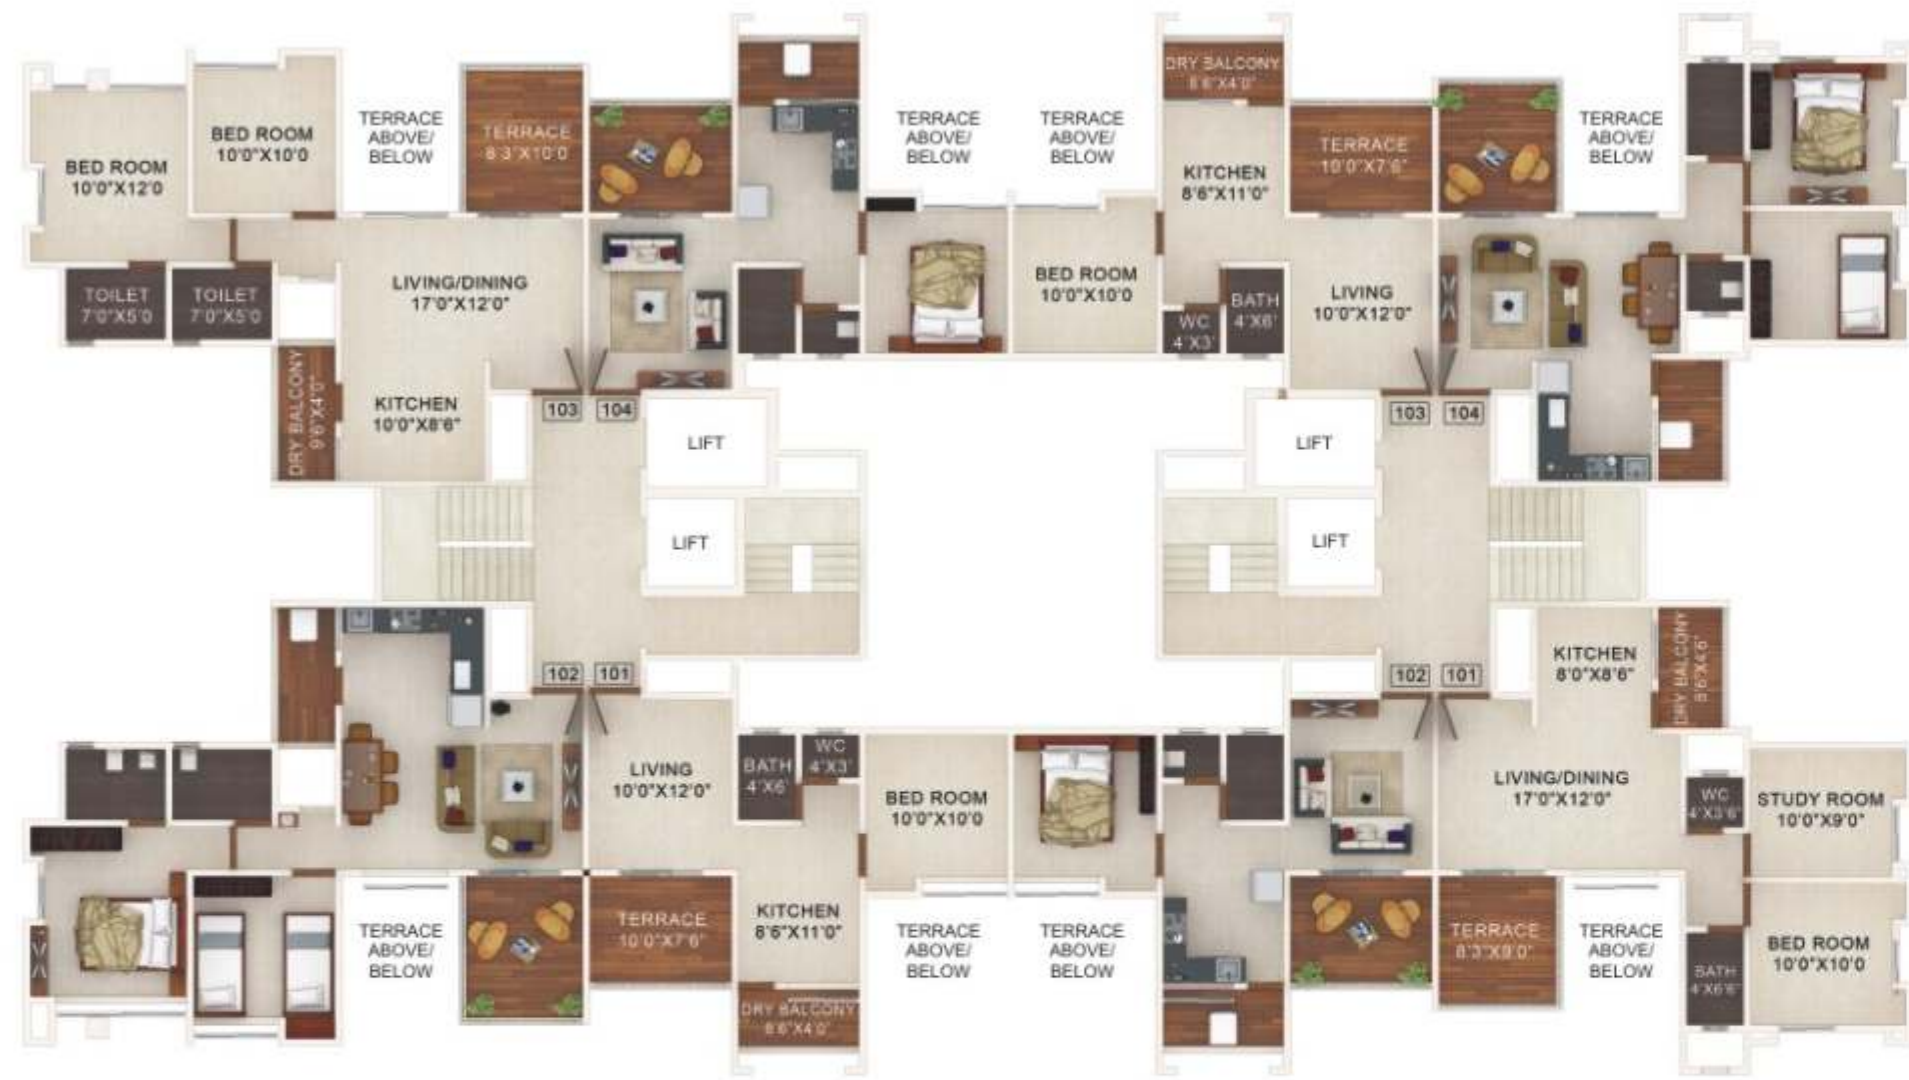 BED ROOM
10'0"X12'0
BED ROOM
10'0"X10'0
TERRACE
ABOVE/
BELOW
TERRACE
8'3"X10'0
TERRACE
ABOVE/
BELOW
TERRACE
ABOVE/
BELOW
DRY BALCONY
8'6"X4'0"
KITCHEN
8'6"X11'0"
TERRACE
10'0"X7'6"
TERRACE
ABOVE/
BELOW
TOILET
7'0"X5'0
TOILET
7'0"X5'0
LIVING/DINING
17'0"X12'0"
BED ROOM
10'0"X10'0
WC
4'X3'
BATH
4'X6'
LIVING
10'0"X12'0"
DRY BALCONY
9'6"X4'0"
KITCHEN
10'0"X8'6"
103
104
LIFT
LIFT
103
104
LIFT
LIFT
102
101
102
101
KITCHEN
8'0"X8'6"
DRY BALCONY
8'6"X4'6"
LIVING
10'0"X12'0"
BATH
4'X6'
WC
4'X3'
BED ROOM
10'0"X10'0
LIVING/DINING
17'0"X12'0"
WC
4'X3'6"
STUDY ROOM
10'0"X9'0"
TERRACE
ABOVE/
BELOW
TERRACE
10'0"X7'6"
KITCHEN
8'6"X11'0"
TERRACE
ABOVE/
BELOW
TERRACE
ABOVE/
BELOW
TERRACE
8'3"X9'0"
TERRACE
ABOVE/
BELOW
BATH
4'X6'6"
BED ROOM
10'0"X10'0
DRY BALCONY
8'6"X4'0"